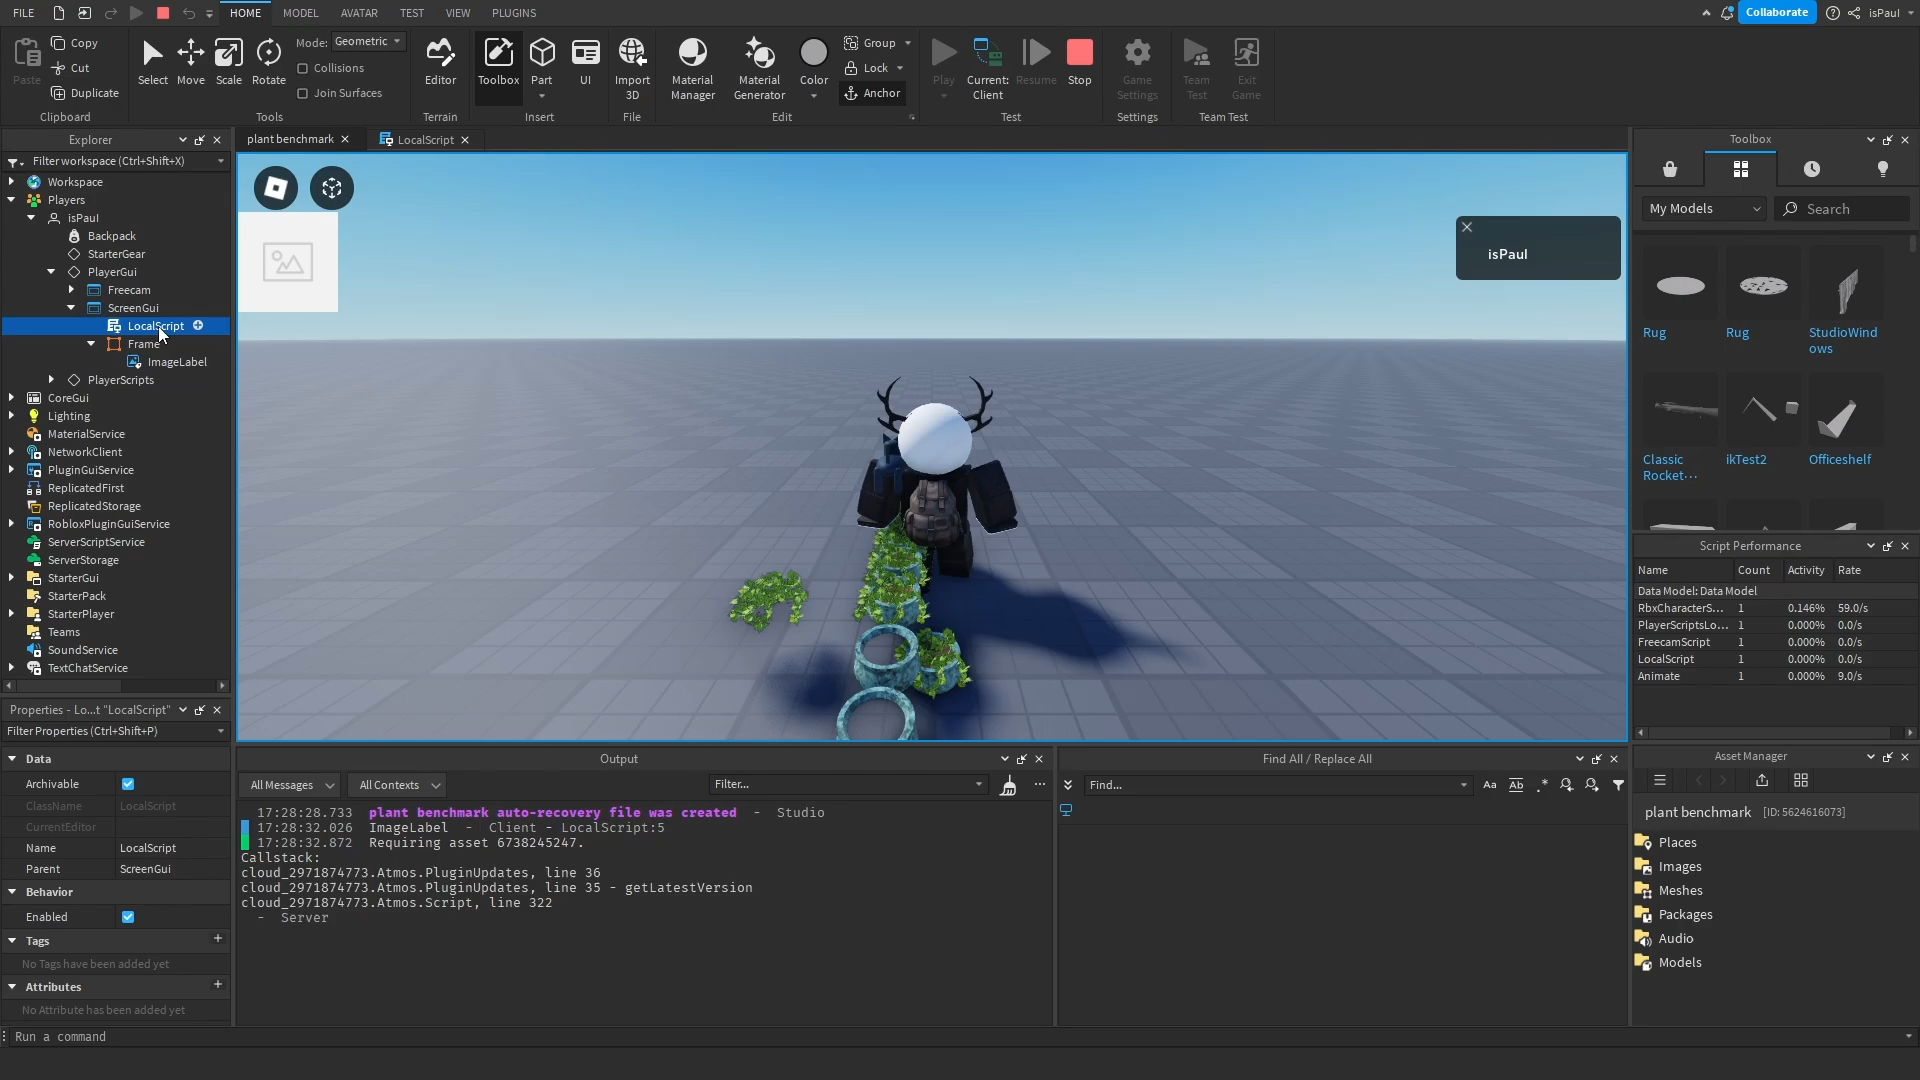 FILE
HOME
MODEL
AVATAR
TEST
VIEW
PLUGINS
Collaborate
isPaul
Paste
Copy
Cut
Duplicate
Clipboard
Select
Move
Scale
Rotate
Mode:
Geometric
Collisions
Join Surfaces
Tools
Editor
Terrain
Toolbox
Part
UI
Insert
Import
3D
File
Material
Manager
Material
Generator
Color
Group
Lock
Anchor
Edit
Play
Current:
Client
Resume
Stop
Test
Game
Settings
Settings
Team
Test
Exit
Game
Team Test
Explorer
Filter workspace (Ctrl+Shift+X)
Workspace
Players
isPaul
Backpack
StarterGear
PlayerGui
Freecam
ScreenGui
LocalScript
Frame
ImageLabel
PlayerScripts
CoreGui
Lighting
MaterialService
NetworkClient
PluginGuiService
ReplicatedFirst
ReplicatedStorage
RobloxPluginGuiService
ServerScriptService
ServerStorage
StarterGui
StarterPack
StarterPlayer
Teams
SoundService
TextChatService
Properties - Lo...t "LocalScript"
Filter Properties (Ctrl+Shift+P)
Data
Archivable
ClassName LocalScript
CurrentEditor
Name LocalScript
Parent ScreenGui
Behavior
Enabled
Tags
No Tags have been added yet
Attributes
No Attribute has been added yet
plant benchmark
LocalScript
isPaul
Output
All Messages
All Contexts
Filter...
17:28:28.733 plant benchmark auto-recovery file was created - Studio
17:28:32.026 ImageLabel - Client - LocalScript:5
17:28:32.872 Requiring asset 6738245247.
Callstack:
cloud_2971874773.Atmos.PluginUpdates, line 36
cloud_2971874773.Atmos.PluginUpdates, line 35 - getLatestVersion
cloud_2971874773.Atmos.Script, line 322
- Server
Find All / Replace All
Find...
Aa
Ab
.*
Toolbox
My Models
Search
Rug
Rug
StudioWind
ows
Classic
Rocket...
ikTest2
Officeshelf
Script Performance
Name Count Activity Rate
Data Model: Data Model
RbxCharacterS... 1 0.146% 59.0/s
PlayerScriptsLo... 1 0.000% 0.0/s
FreecamScript 1 0.000% 0.0/s
LocalScript 1 0.000% 0.0/s
Animate 1 0.000% 9.0/s
Asset Manager
plant benchmark [ID: 5624616073]
Places
Images
Meshes
Packages
Audio
Models
Run a command